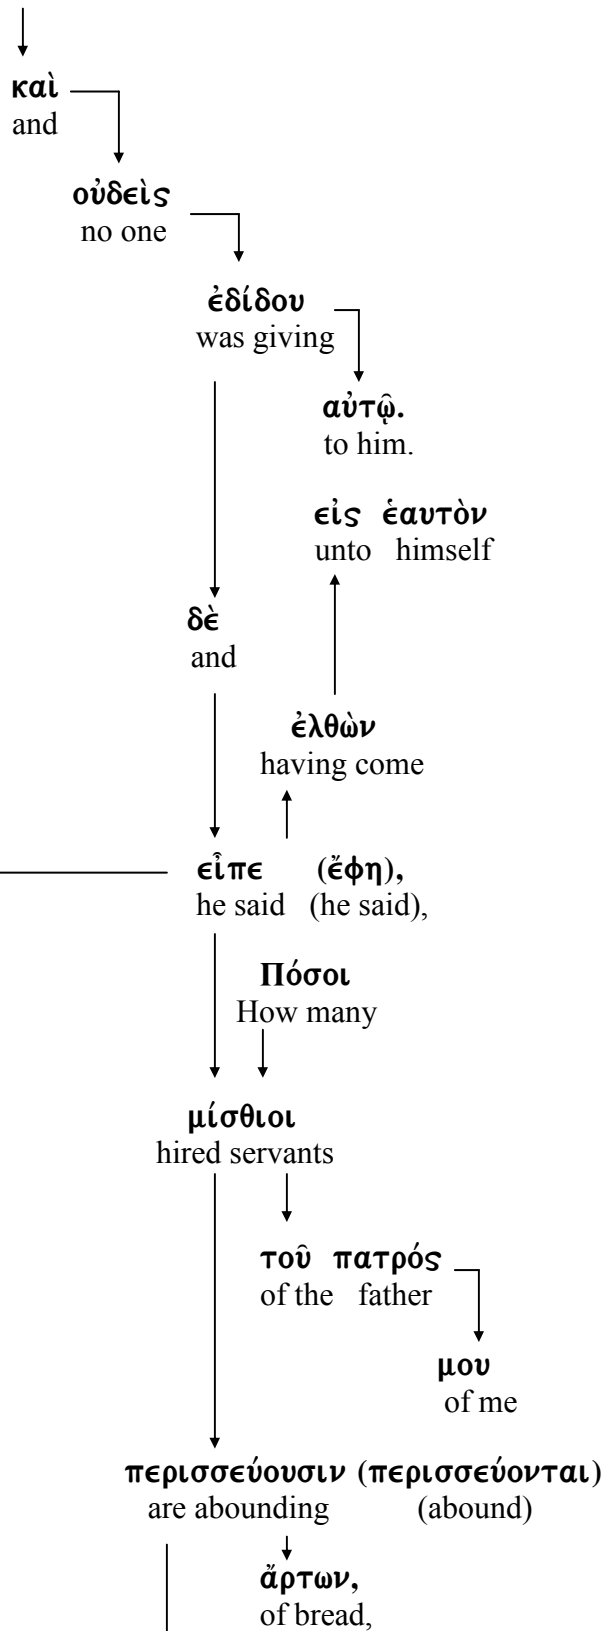 καὶ
and
οὐδεὶς
no one
ἐδίδου
was giving
αὐτῷ.
to him.
εἰς ἑαυτὸν
unto himself
δὲ
and
ἐλθὼν
having come
εἶπε (ἔφη),
he said (he said),
Πόσοι
How many
μίσθιοι
hired servants
τοῦ πατρός
of the father
μου
of me
περισσεύουσιν (περισσεύονται)
are abounding (abound)
ἄρτων,
of bread,